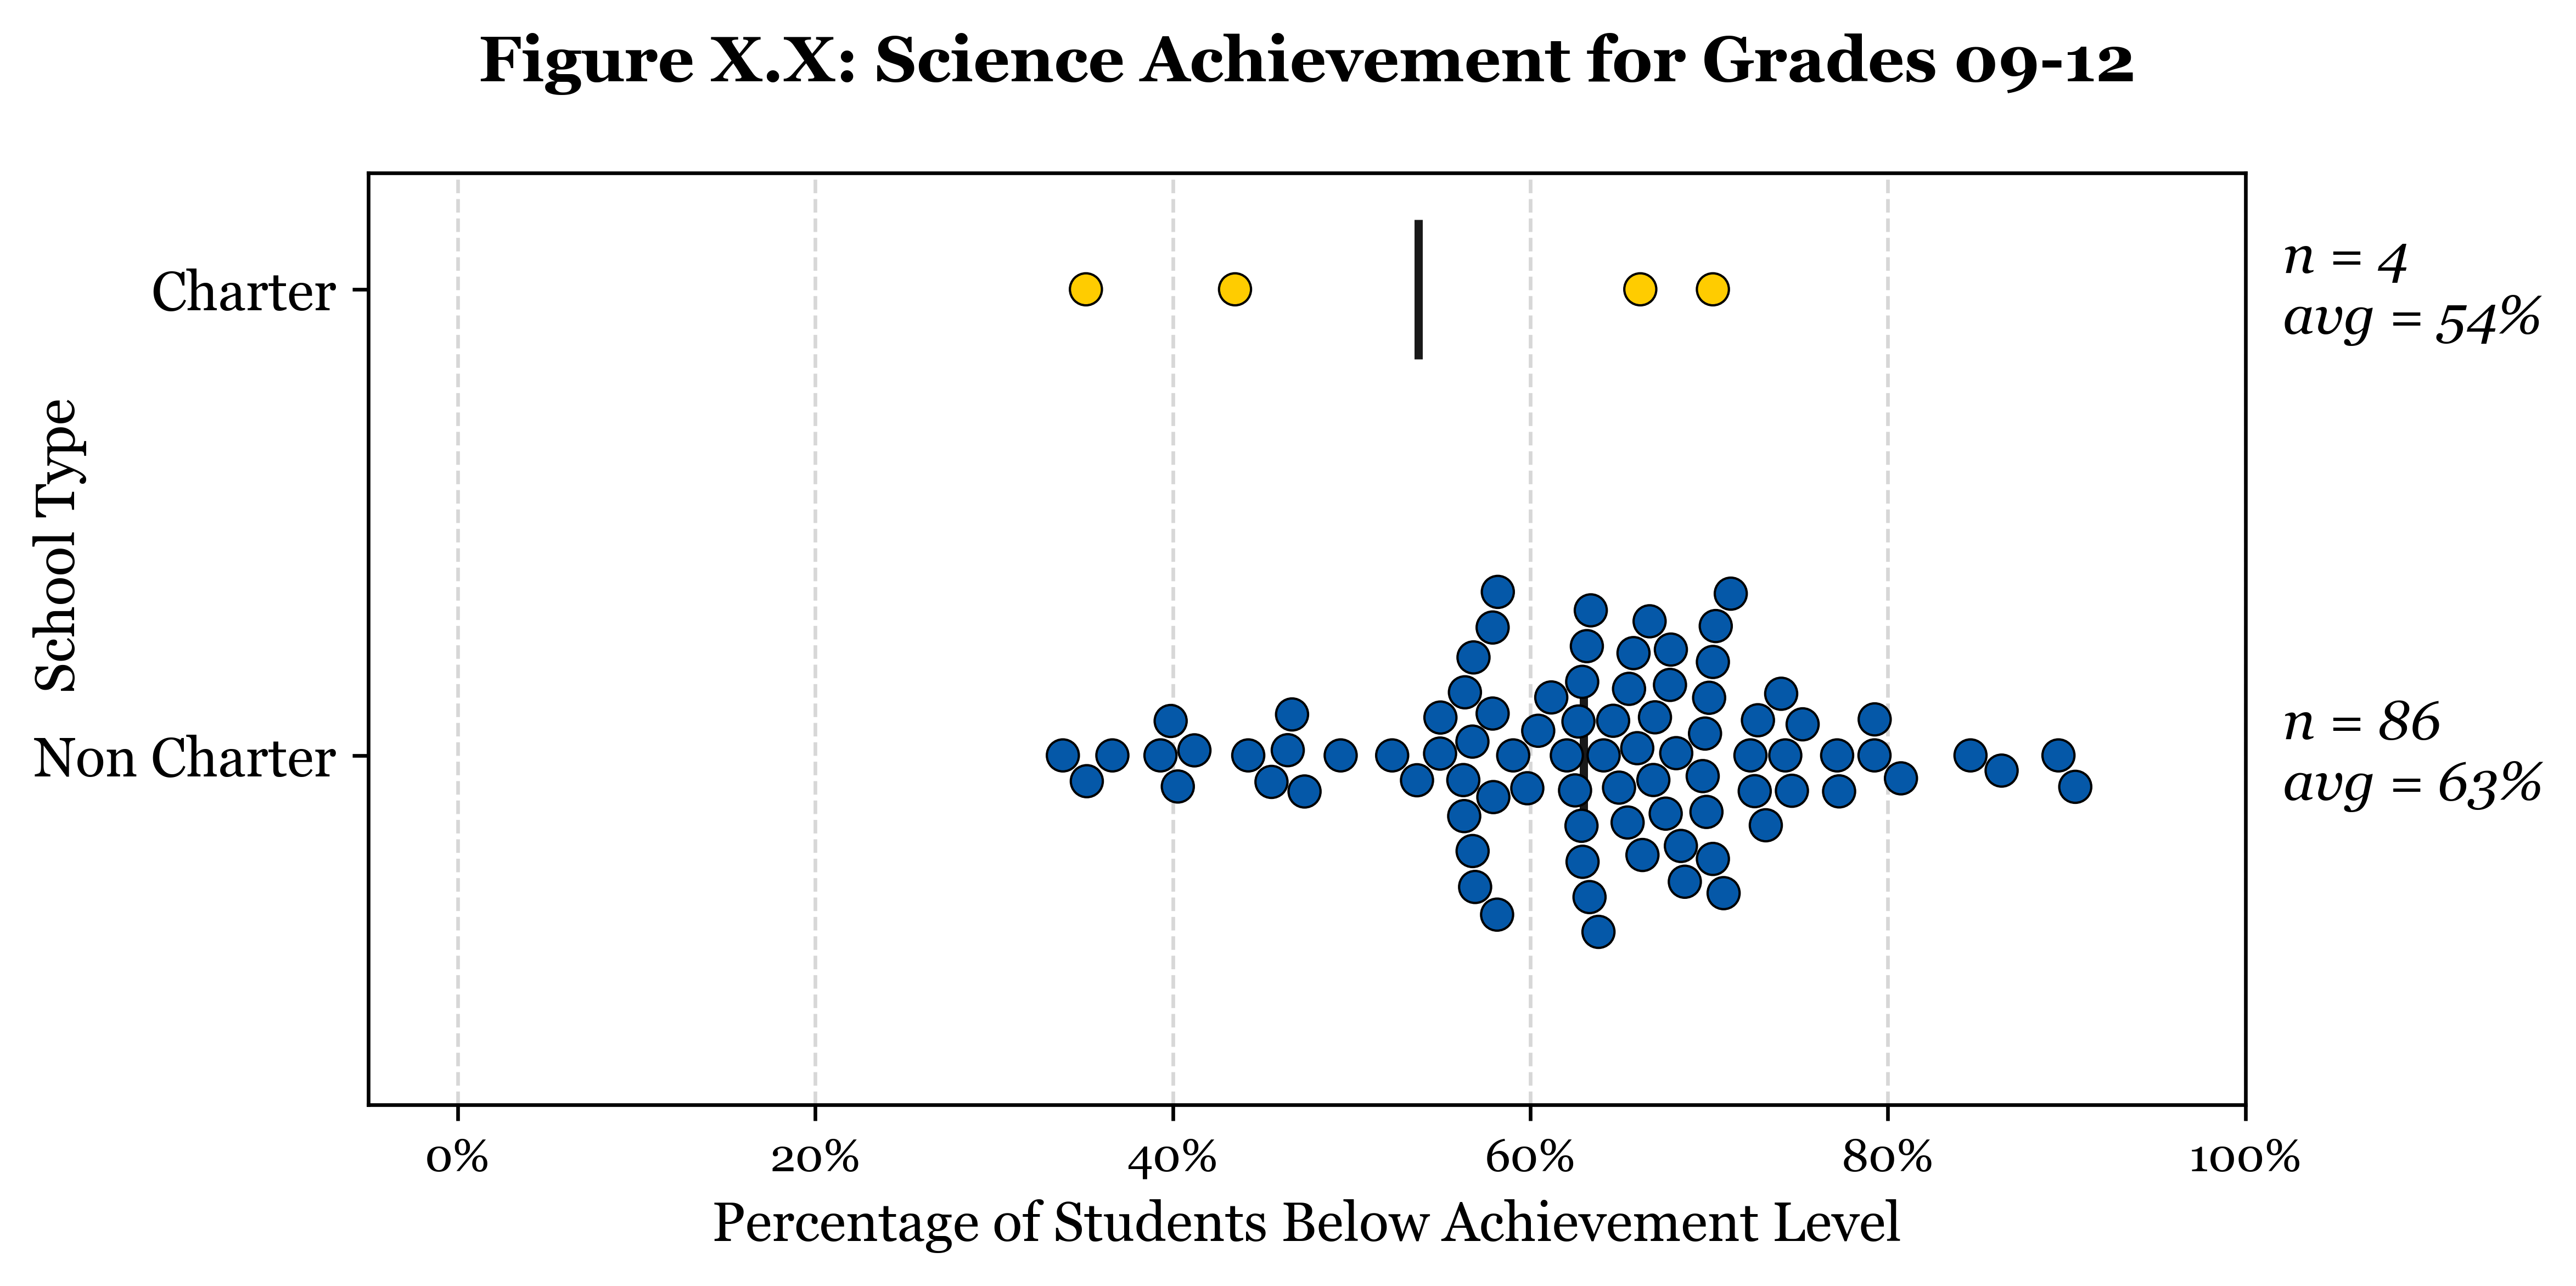 Figure X.X: Science Achievement for Grades 09-12
Charter
n = 4
avg = 54%
School Type
Non Charter
n = 86
avg = 63%
0%
20%
40%
60%
80%
100%
Percentage of Students Below Achievement Level